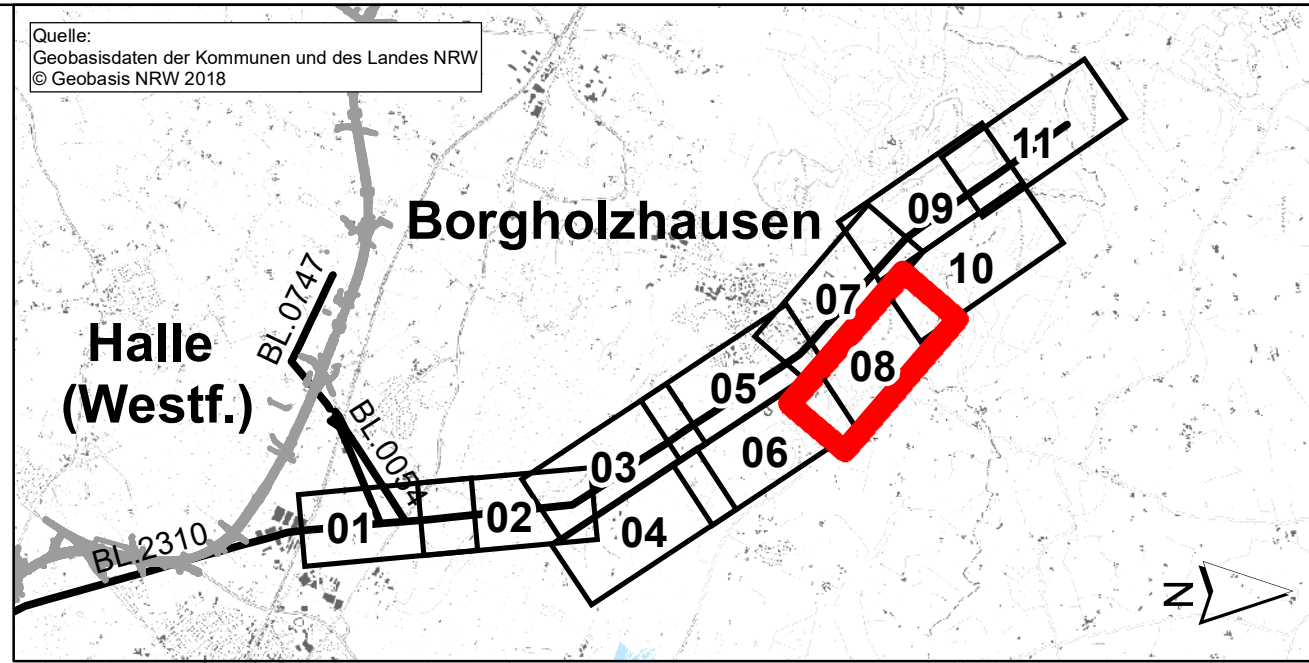 Quelle:
Geobasisdaten der Kommunen und des Landes NRW
© Geobasis NRW 2018
11
09
Borgholzhausen
10
BL.0747
07
Halle
(Westf.)
08
05
BL.0054
06
03
02
01
04
BL.2310
N